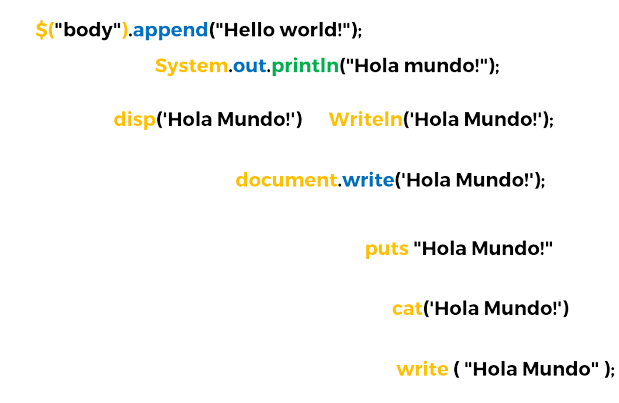 $("body").append("Hello world!");
System.out.println("Hola mundo!");
disp('Hola Mundo!') Writeln('Hola Mundo!');
document.write('Hola Mundo!');
puts "Hola Mundo!"
cat('Hola Mundo!')
write ( "Hola Mundo" );